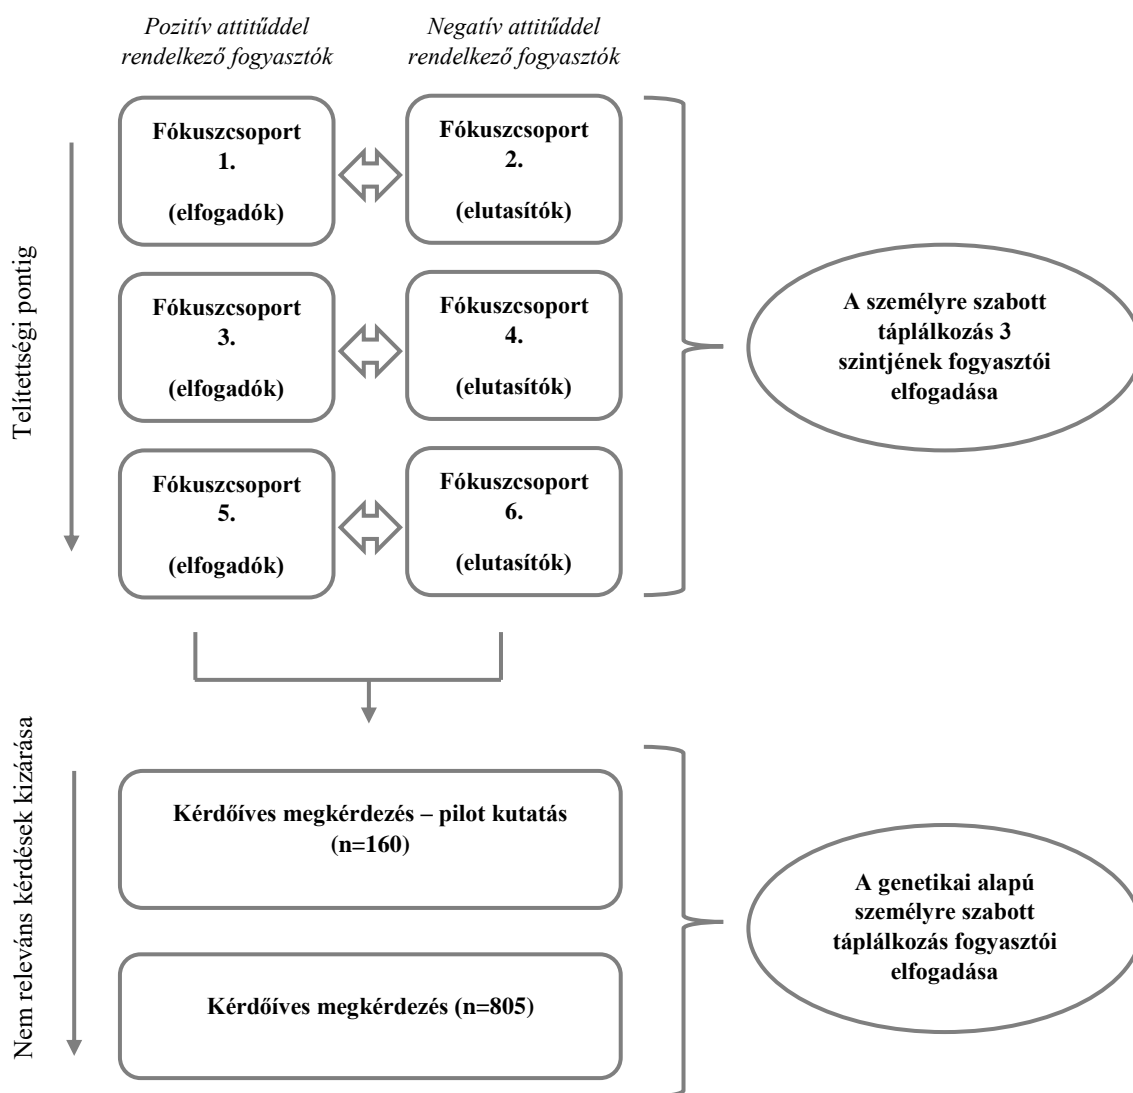 Pozitív attitűddel
rendelkező fogyasztók
Negatív attitűddel
rendelkező fogyasztók
Telítettségi pontig
Fókuszcsoport
1.
(elfogadók)
Fókuszcsoport
2.
(elutasítók)
Fókuszcsoport
3.
(elfogadók)
Fókuszcsoport
4.
(elutasítók)
Fókuszcsoport
5.
(elfogadók)
Fókuszcsoport
6.
(elutasítók)
A személyre szabott
táplálkozás 3
szintjének fogyasztói
elfogadása
Nem releváns kérdések kizárása
Kérdőíves megkérdezés – pilot kutatás
(n=160)
Kérdőíves megkérdezés (n=805)
A genetikai alapú
személyre szabott
táplálkozás fogyasztói
elfogadása